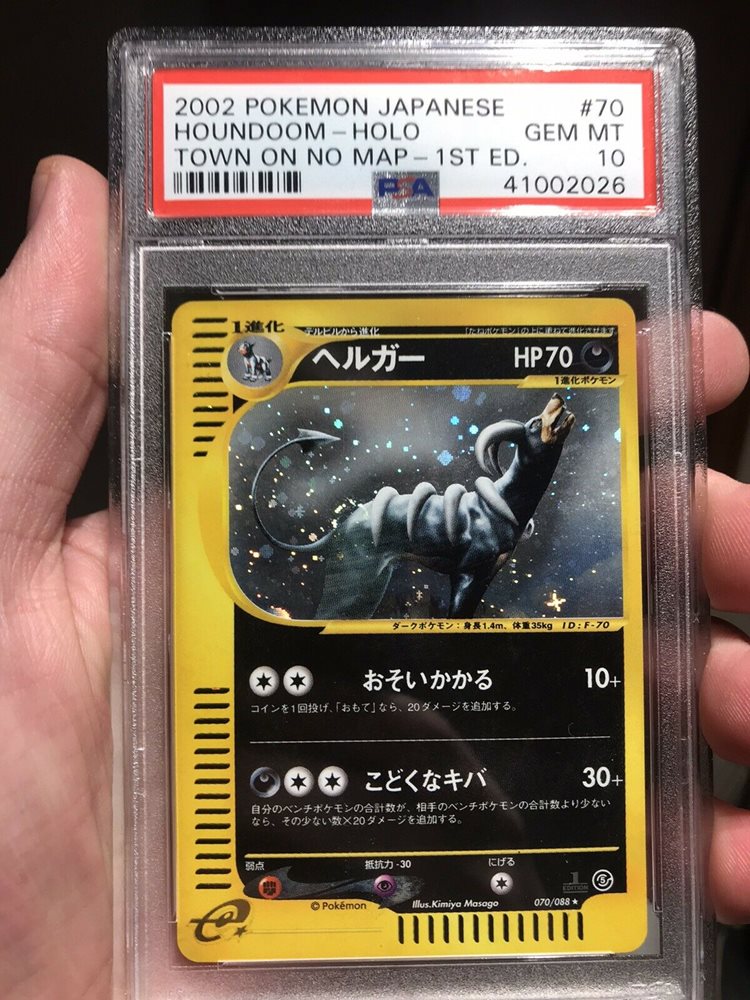 2002 POKEMON JAPANESE #70
HOUNDOOM – HOLO GEM MT
TOWN ON NO MAP – 1ST ED. 10
PSA 41002026
1進化 デルビルから進化 「たねポケモン」の上に重ねて進化させます
ヘルガー HP70
1進化ポケモン
ダークポケモン：身長1.4m、体重35kg ID：F-70
おそいかかる 10+
コインを1回投げ、「おもて」なら、20ダメージを追加する。
こどくなキバ 30+
自分のベンチポケモンの合計数が、相手のベンチポケモンの合計数より少ない
なら、その少ない数×20ダメージを追加する。
弱点 抵抗力 -30 にげる
1 EDITION 5
©Pokémon Illus.Kimiya Masago 070/088★
e